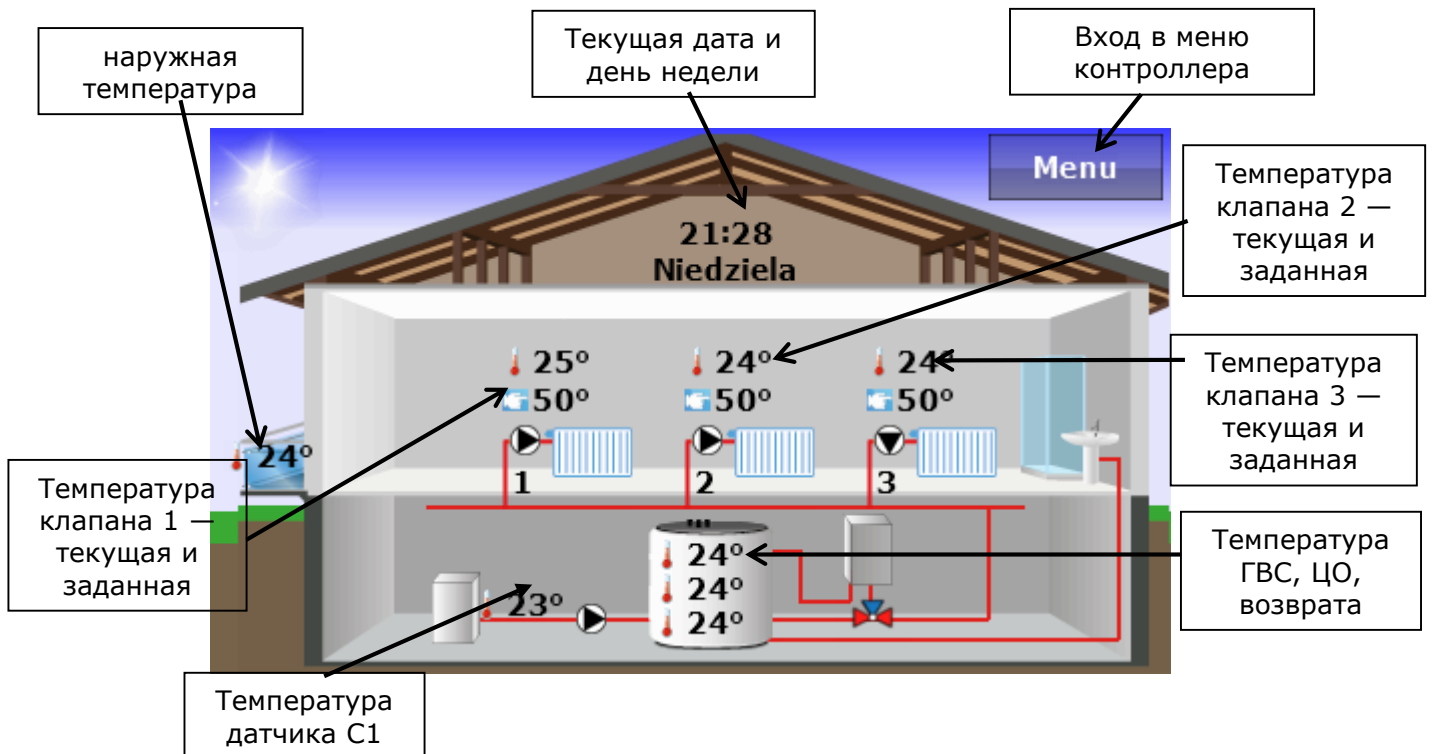 наружная
температура
Текущая дата и
день недели
Вход в меню
контроллера
Menu
21:28
Niedziela
Температура
клапана 2 —
текущая и
заданная
25°
24°
24°
50°
50°
50°
Температура
клапана 3 —
текущая и
заданная
24°
1
2
3
Температура
клапана 1 —
текущая и
заданная
24°
24°
24°
23°
Температура
ГВС, ЦО,
возврата
Температура
датчика C1